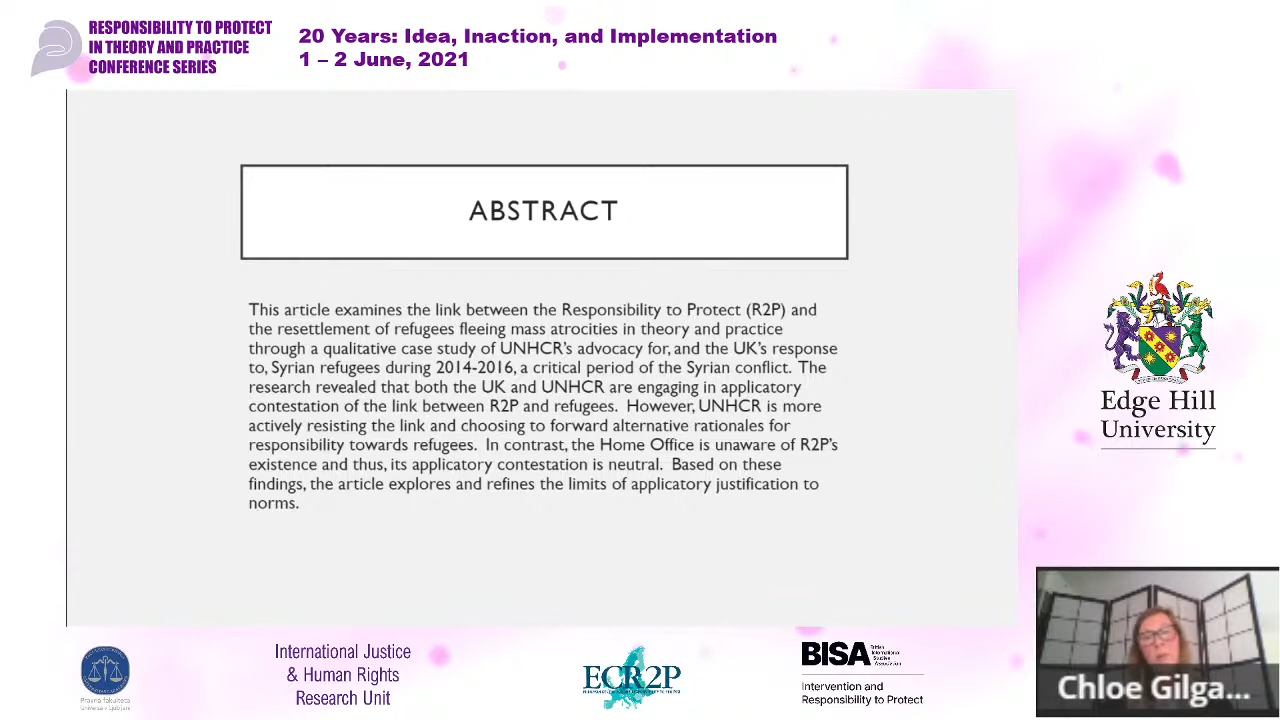 RESPONSIBILITY TO PROTECT
IN THEORY AND PRACTICE
CONFERENCE SERIES
20 Years: Idea, Inaction, and Implementation
1 – 2 June, 2021
ABSTRACT
This article examines the link between the Responsibility to Protect (R2P) and
the resettlement of refugees fleeing mass atrocities in theory and practice
through a qualitative case study of UNHCR's advocacy for, and the UK's response
to, Syrian refugees during 2014-2016, a critical period of the Syrian conflict. The
research revealed that both the UK and UNHCR are engaging in applicatory
contestation of the link between R2P and refugees. However, UNHCR is more
actively resisting the link and choosing to forward alternative rationales for
responsibility towards refugees. In contrast, the Home Office is unaware of R2P's
existence and thus, its applicatory contestation is neutral. Based on these
findings, the article explores and refines the limits of applicatory justification to
norms.
Edge Hill
University
Chloe Gilga...
Pravna fakulteta
Univerza v Ljubljani
International Justice
& Human Rights
Research Unit
ECR2P
BISA
British
International
Studies
Association
Intervention and
Responsibility to Protect